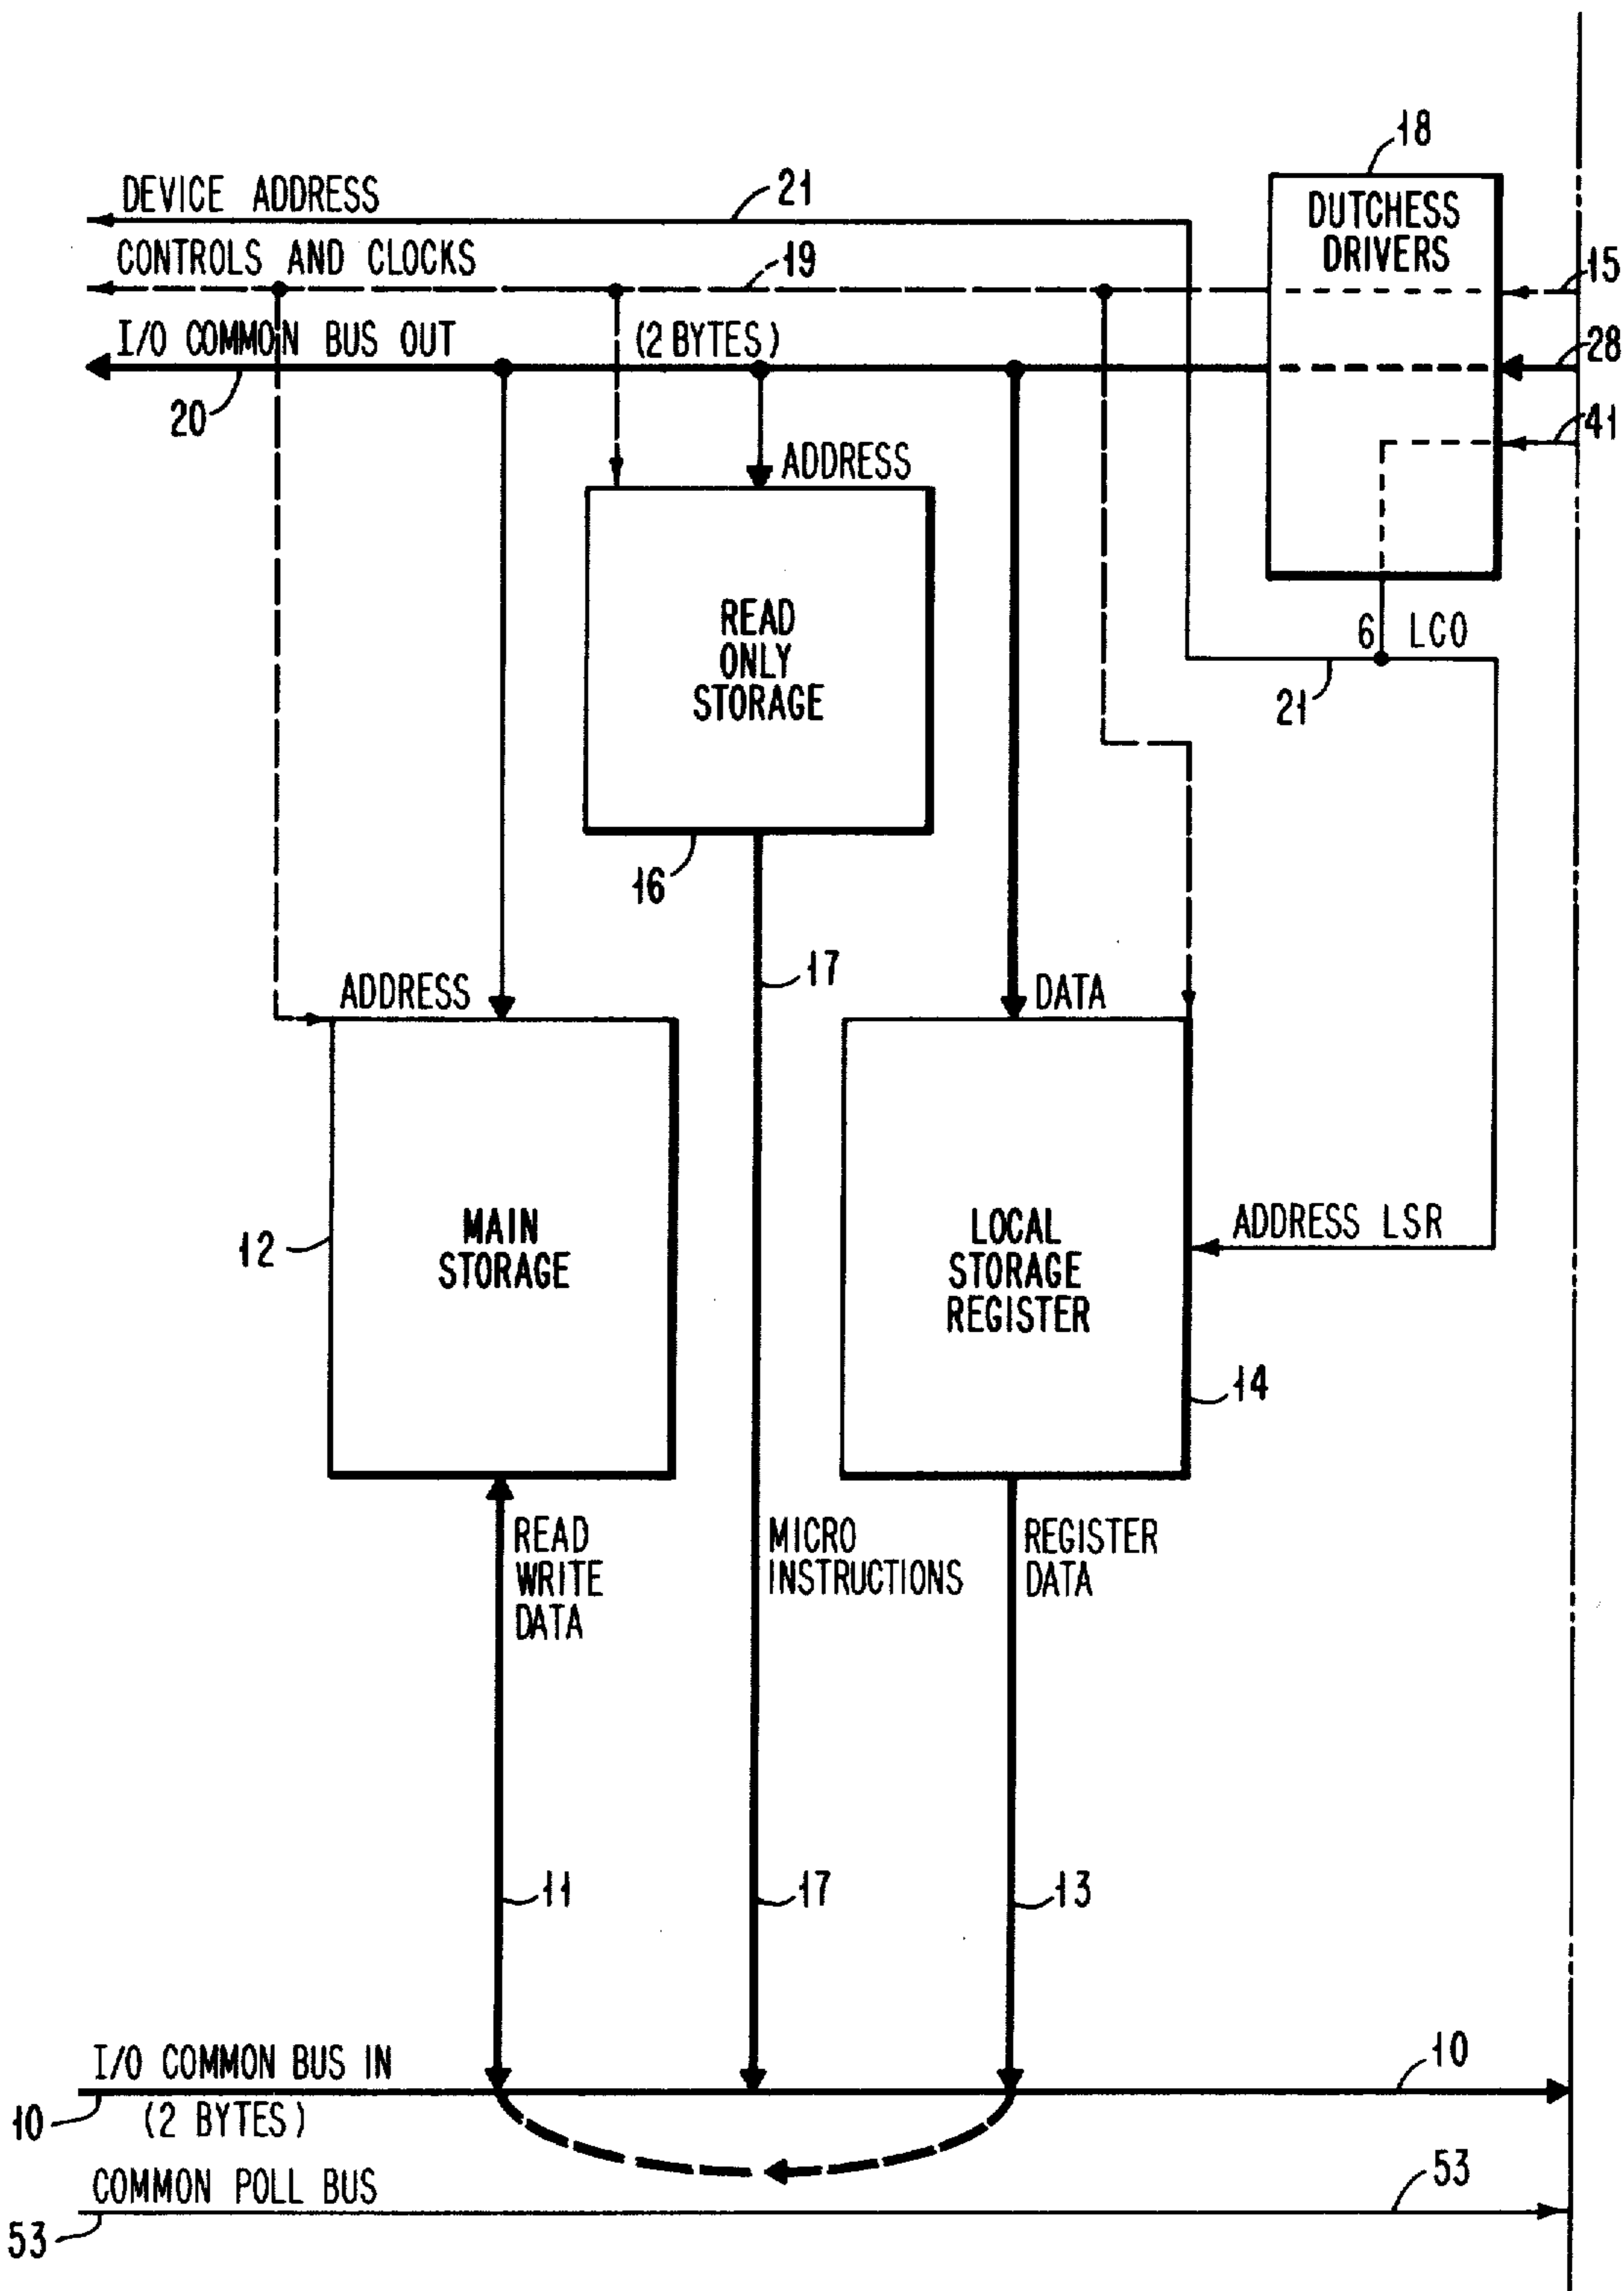 18
DEVICE ADDRESS
21
DUTCHESS
DRIVERS
CONTROLS AND CLOCKS
19
15
I/O COMMON BUS OUT (2 BYTES)
28
20
41
ADDRESS
READ
ONLY
STORAGE
6 LCO
21
16
17
ADDRESS
DATA
12
MAIN
STORAGE
LOCAL
STORAGE
REGISTER
ADDRESS LSR
14
READ
WRITE
DATA
MICRO
INSTRUCTIONS
REGISTER
DATA
11
17
13
I/O COMMON BUS IN
10
10
(2 BYTES)
COMMON POLL BUS
53
53